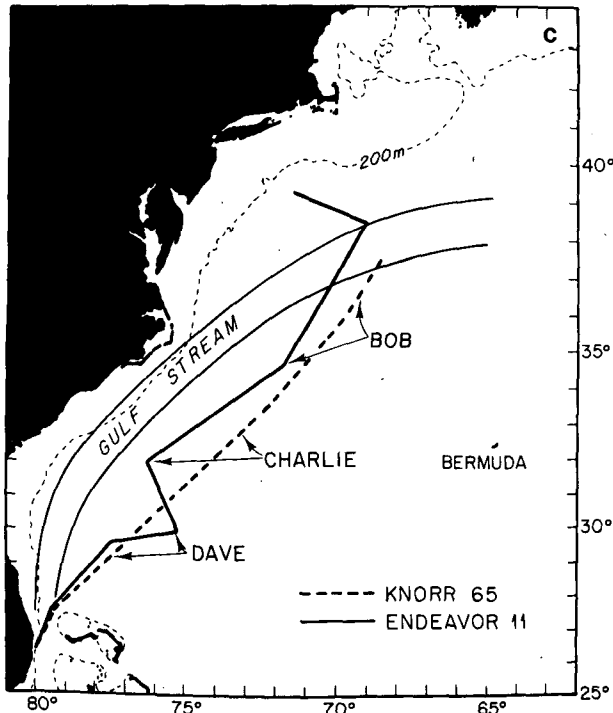 C
200m
40°
GULF STREAM
BOB
35°
CHARLIE
BERMUDA
30°
DAVE
KNORR 65
ENDEAVOR 11
25°
80° 75° 70° 65°